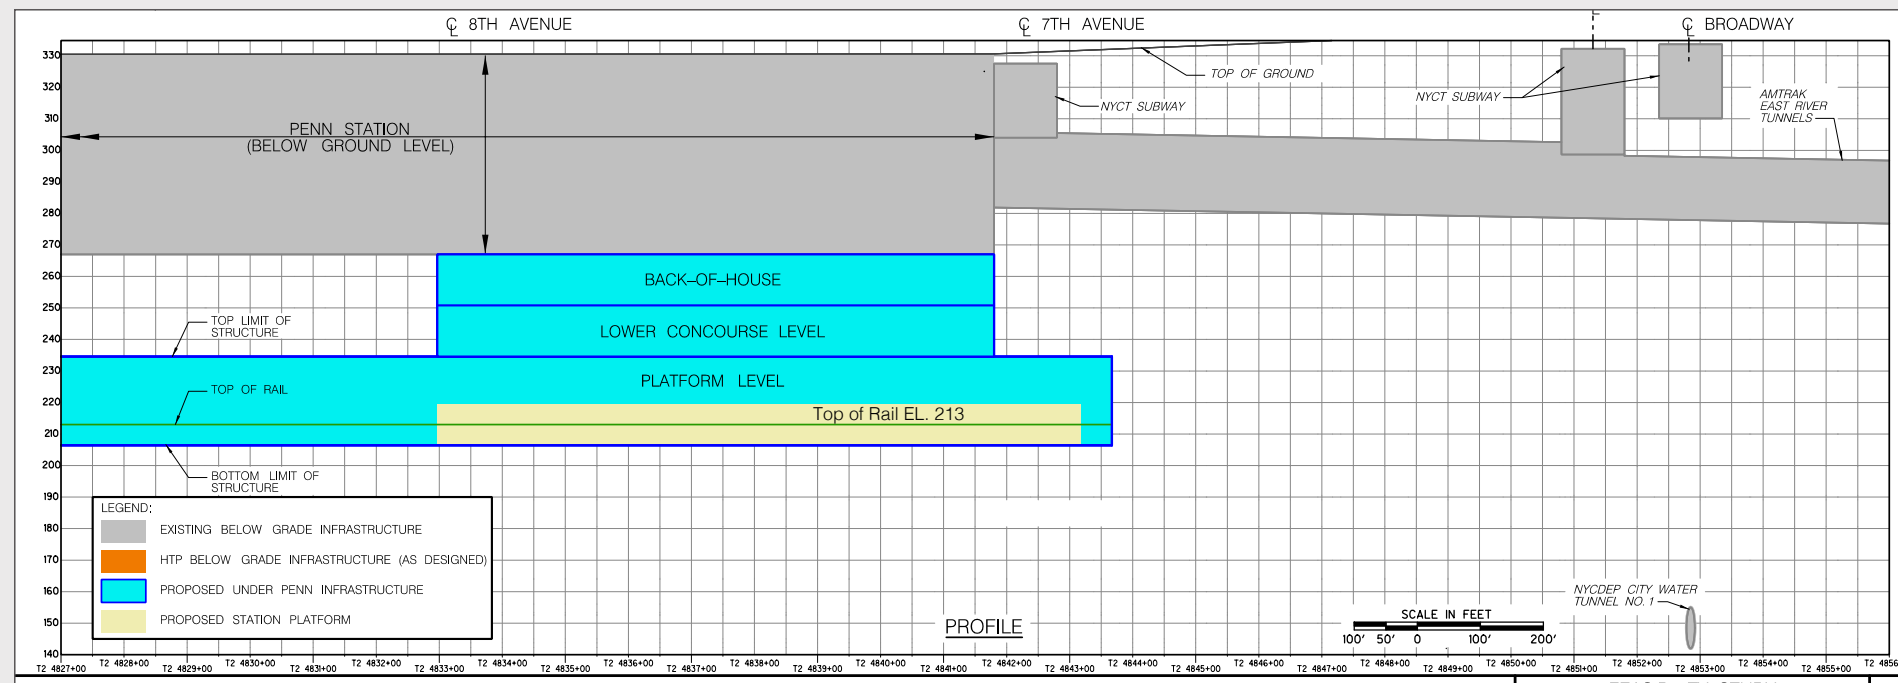 ℄ 8TH AVENUE
℄ 7TH AVENUE
℄ BROADWAY
330
320
310
300
290
280
270
260
250
240
230
220
210
200
190
180
170
160
150
140
TOP OF GROUND
NYCT SUBWAY
NYCT SUBWAY
AMTRAK
EAST RIVER
TUNNELS
PENN STATION
(BELOW GROUND LEVEL)
BACK-OF-HOUSE
LOWER CONCOURSE LEVEL
TOP LIMIT OF
STRUCTURE
PLATFORM LEVEL
TOP OF RAIL
Top of Rail EL. 213
BOTTOM LIMIT OF
STRUCTURE
LEGEND:
EXISTING BELOW GRADE INFRASTRUCTURE
HTP BELOW GRADE INFRASTRUCTURE (AS DESIGNED)
PROPOSED UNDER PENN INFRASTRUCTURE
PROPOSED STATION PLATFORM
PROFILE
SCALE IN FEET
100' 50' 0 100' 200'
NYCDEP CITY WATER
TUNNEL NO. 1
T2 4827+00 T2 4828+00 T2 4829+00 T2 4830+00 T2 4831+00 T2 4832+00 T2 4833+00 T2 4834+00 T2 4835+00 T2 4836+00 T2 4837+00 T2 4838+00 T2 4839+00 T2 4840+00 T2 4841+00 T2 4842+00 T2 4843+00 T2 4844+00 T2 4845+00 T2 4846+00 T2 4847+00 T2 4848+00 T2 4849+00 T2 4850+00 T2 4851+00 T2 4852+00 T2 4853+00 T2 4854+00 T2 4855+00 T2 4856